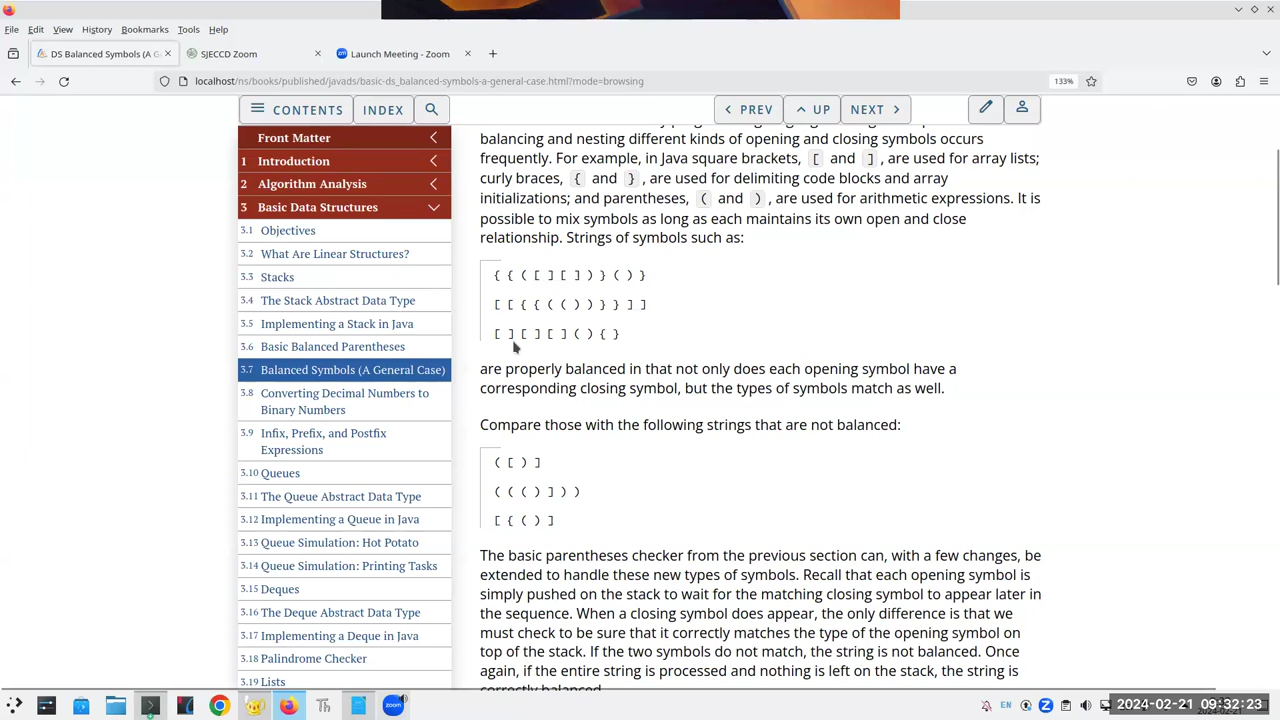 File Edit View History Bookmarks Tools Help
DS Balanced Symbols (A G
SJECCD Zoom
Launch Meeting - Zoom
localhost/ns/books/published/javads/basic-ds_balanced-symbols-a-general-case.html?mode=browsing
133%
CONTENTS INDEX
PREV UP NEXT
Front Matter
1 Introduction
2 Algorithm Analysis
3 Basic Data Structures
3.1 Objectives
3.2 What Are Linear Structures?
3.3 Stacks
3.4 The Stack Abstract Data Type
3.5 Implementing a Stack in Java
3.6 Basic Balanced Parentheses
3.7 Balanced Symbols (A General Case)
3.8 Converting Decimal Numbers to
Binary Numbers
3.9 Infix, Prefix, and Postfix
Expressions
3.10 Queues
3.11 The Queue Abstract Data Type
3.12 Implementing a Queue in Java
3.13 Queue Simulation: Hot Potato
3.14 Queue Simulation: Printing Tasks
3.15 Deques
3.16 The Deque Abstract Data Type
3.17 Implementing a Deque in Java
3.18 Palindrome Checker
3.19 Lists
balancing and nesting different kinds of opening and closing symbols occurs
frequently. For example, in Java square brackets, [ and ] , are used for array lists;
curly braces, { and } , are used for delimiting code blocks and array
initializations; and parentheses, ( and ) , are used for arithmetic expressions. It is
possible to mix symbols as long as each maintains its own open and close
relationship. Strings of symbols such as:
{ { ( [ ] [ ] ) } ( ) }
[ [ { { ( ( ) ) } } ] ]
[ ] [ ] [ ] ( ) { }
are properly balanced in that not only does each opening symbol have a
corresponding closing symbol, but the types of symbols match as well.
Compare those with the following strings that are not balanced:
( [ ) ]
( ( ( ) ] ) )
[ { ( ) ]
The basic parentheses checker from the previous section can, with a few changes, be
extended to handle these new types of symbols. Recall that each opening symbol is
simply pushed on the stack to wait for the matching closing symbol to appear later in
the sequence. When a closing symbol does appear, the only difference is that we
must check to be sure that it correctly matches the type of the opening symbol on
top of the stack. If the two symbols do not match, the string is not balanced. Once
again, if the entire string is processed and nothing is left on the stack, the string is
correctly balanced.
Th
zoom
EN
2024-02-21 09:32:23